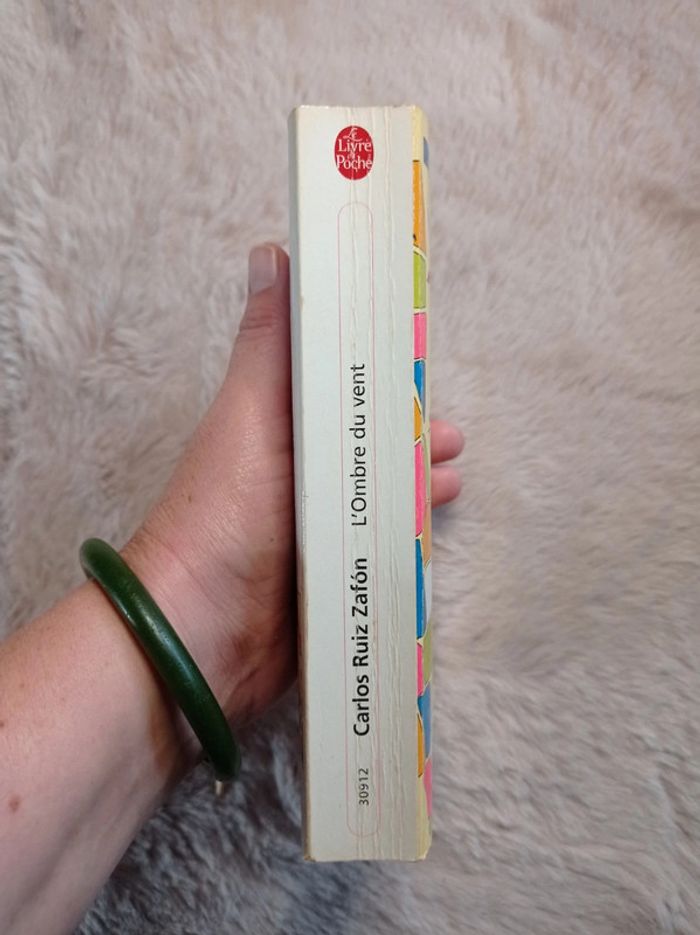 Le
Livre
de
Poche
30912 Carlos Ruiz Zafón L'Ombre du vent